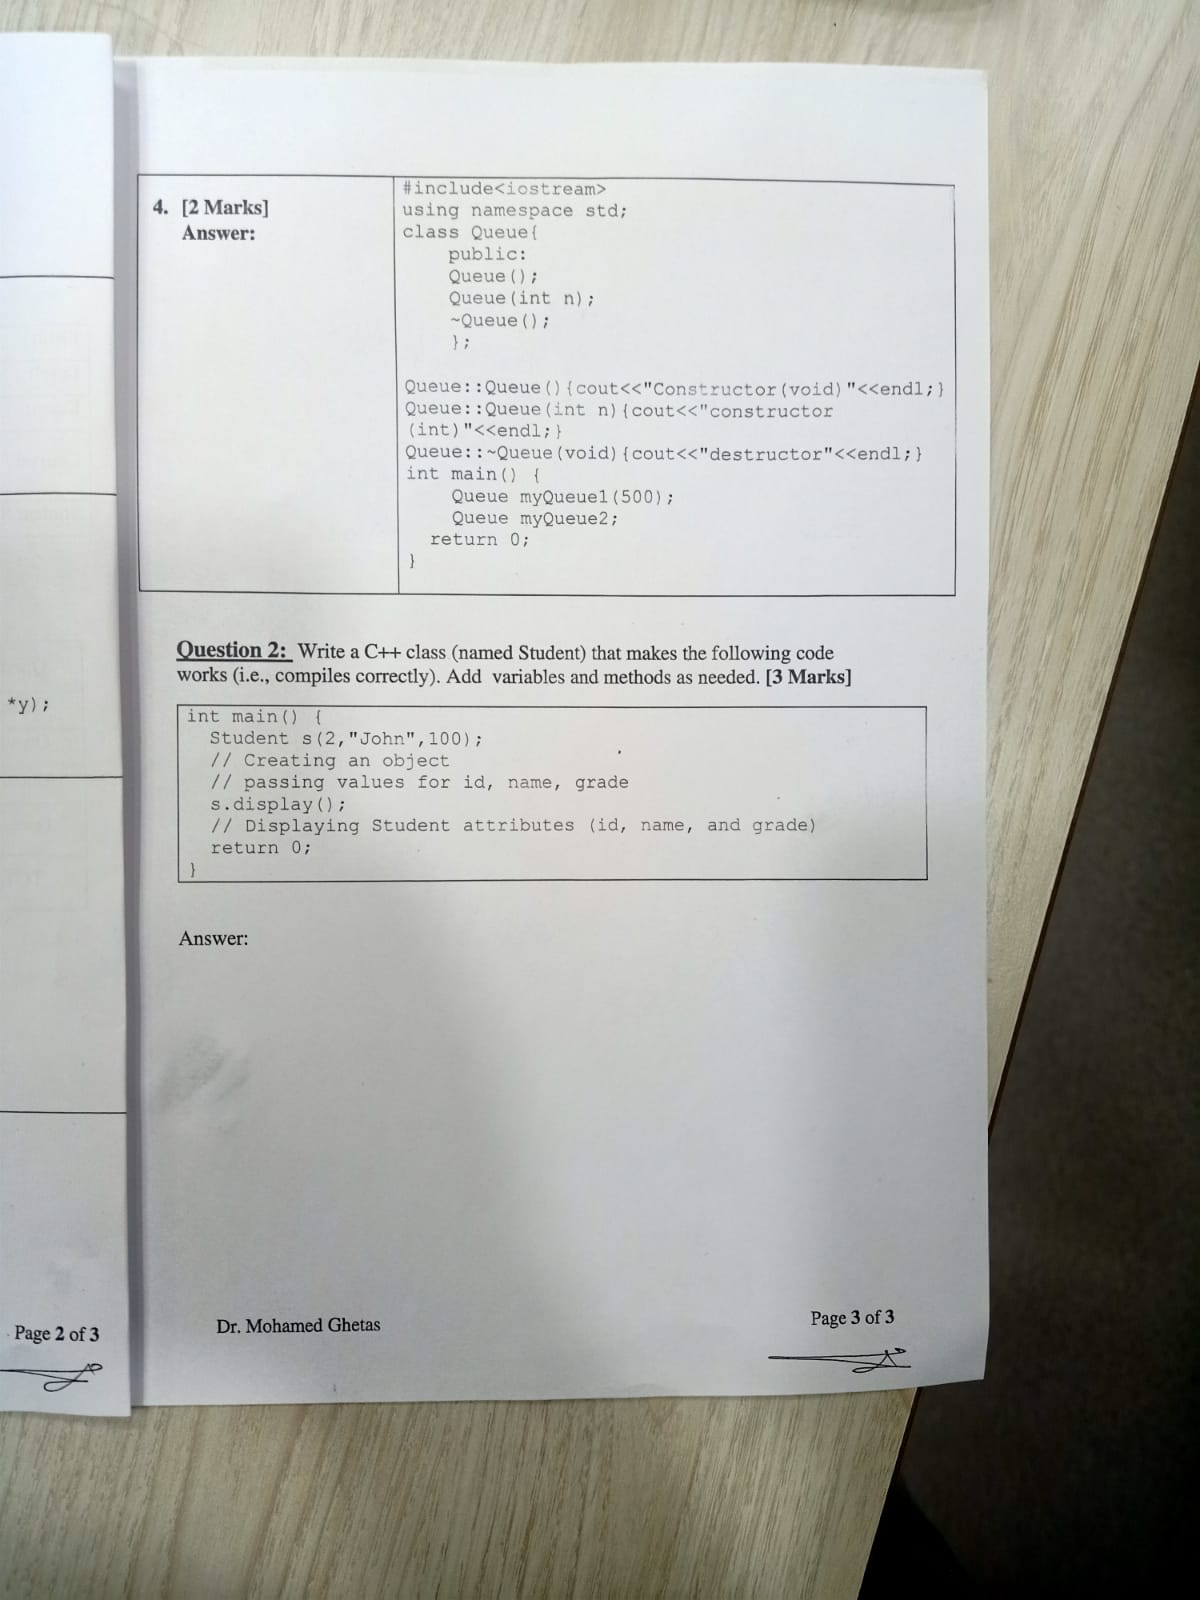 4. [2 Marks]
Answer:
#include<iostream>
using namespace std;
class Queue{
public:
Queue();
Queue(int n);
~Queue();
};
Queue::Queue(){cout<<"Constructor(void)"<<endl;}
Queue::Queue(int n){cout<<"constructor
(int)"<<endl;}
Queue::~Queue(void){cout<<"destructor"<<endl;}
int main() {
Queue myQueue1(500);
Queue myQueue2;
return 0;
}
Question 2: Write a C++ class (named Student) that makes the following code
works (i.e., compiles correctly). Add variables and methods as needed. [3 Marks]
*y);
int main() {
Student s(2,"John",100);
// Creating an object
// passing values for id, name, grade
s.display();
// Displaying Student attributes (id, name, and grade)
return 0;
}
Answer:
Page 2 of 3
Dr. Mohamed Ghetas
Page 3 of 3